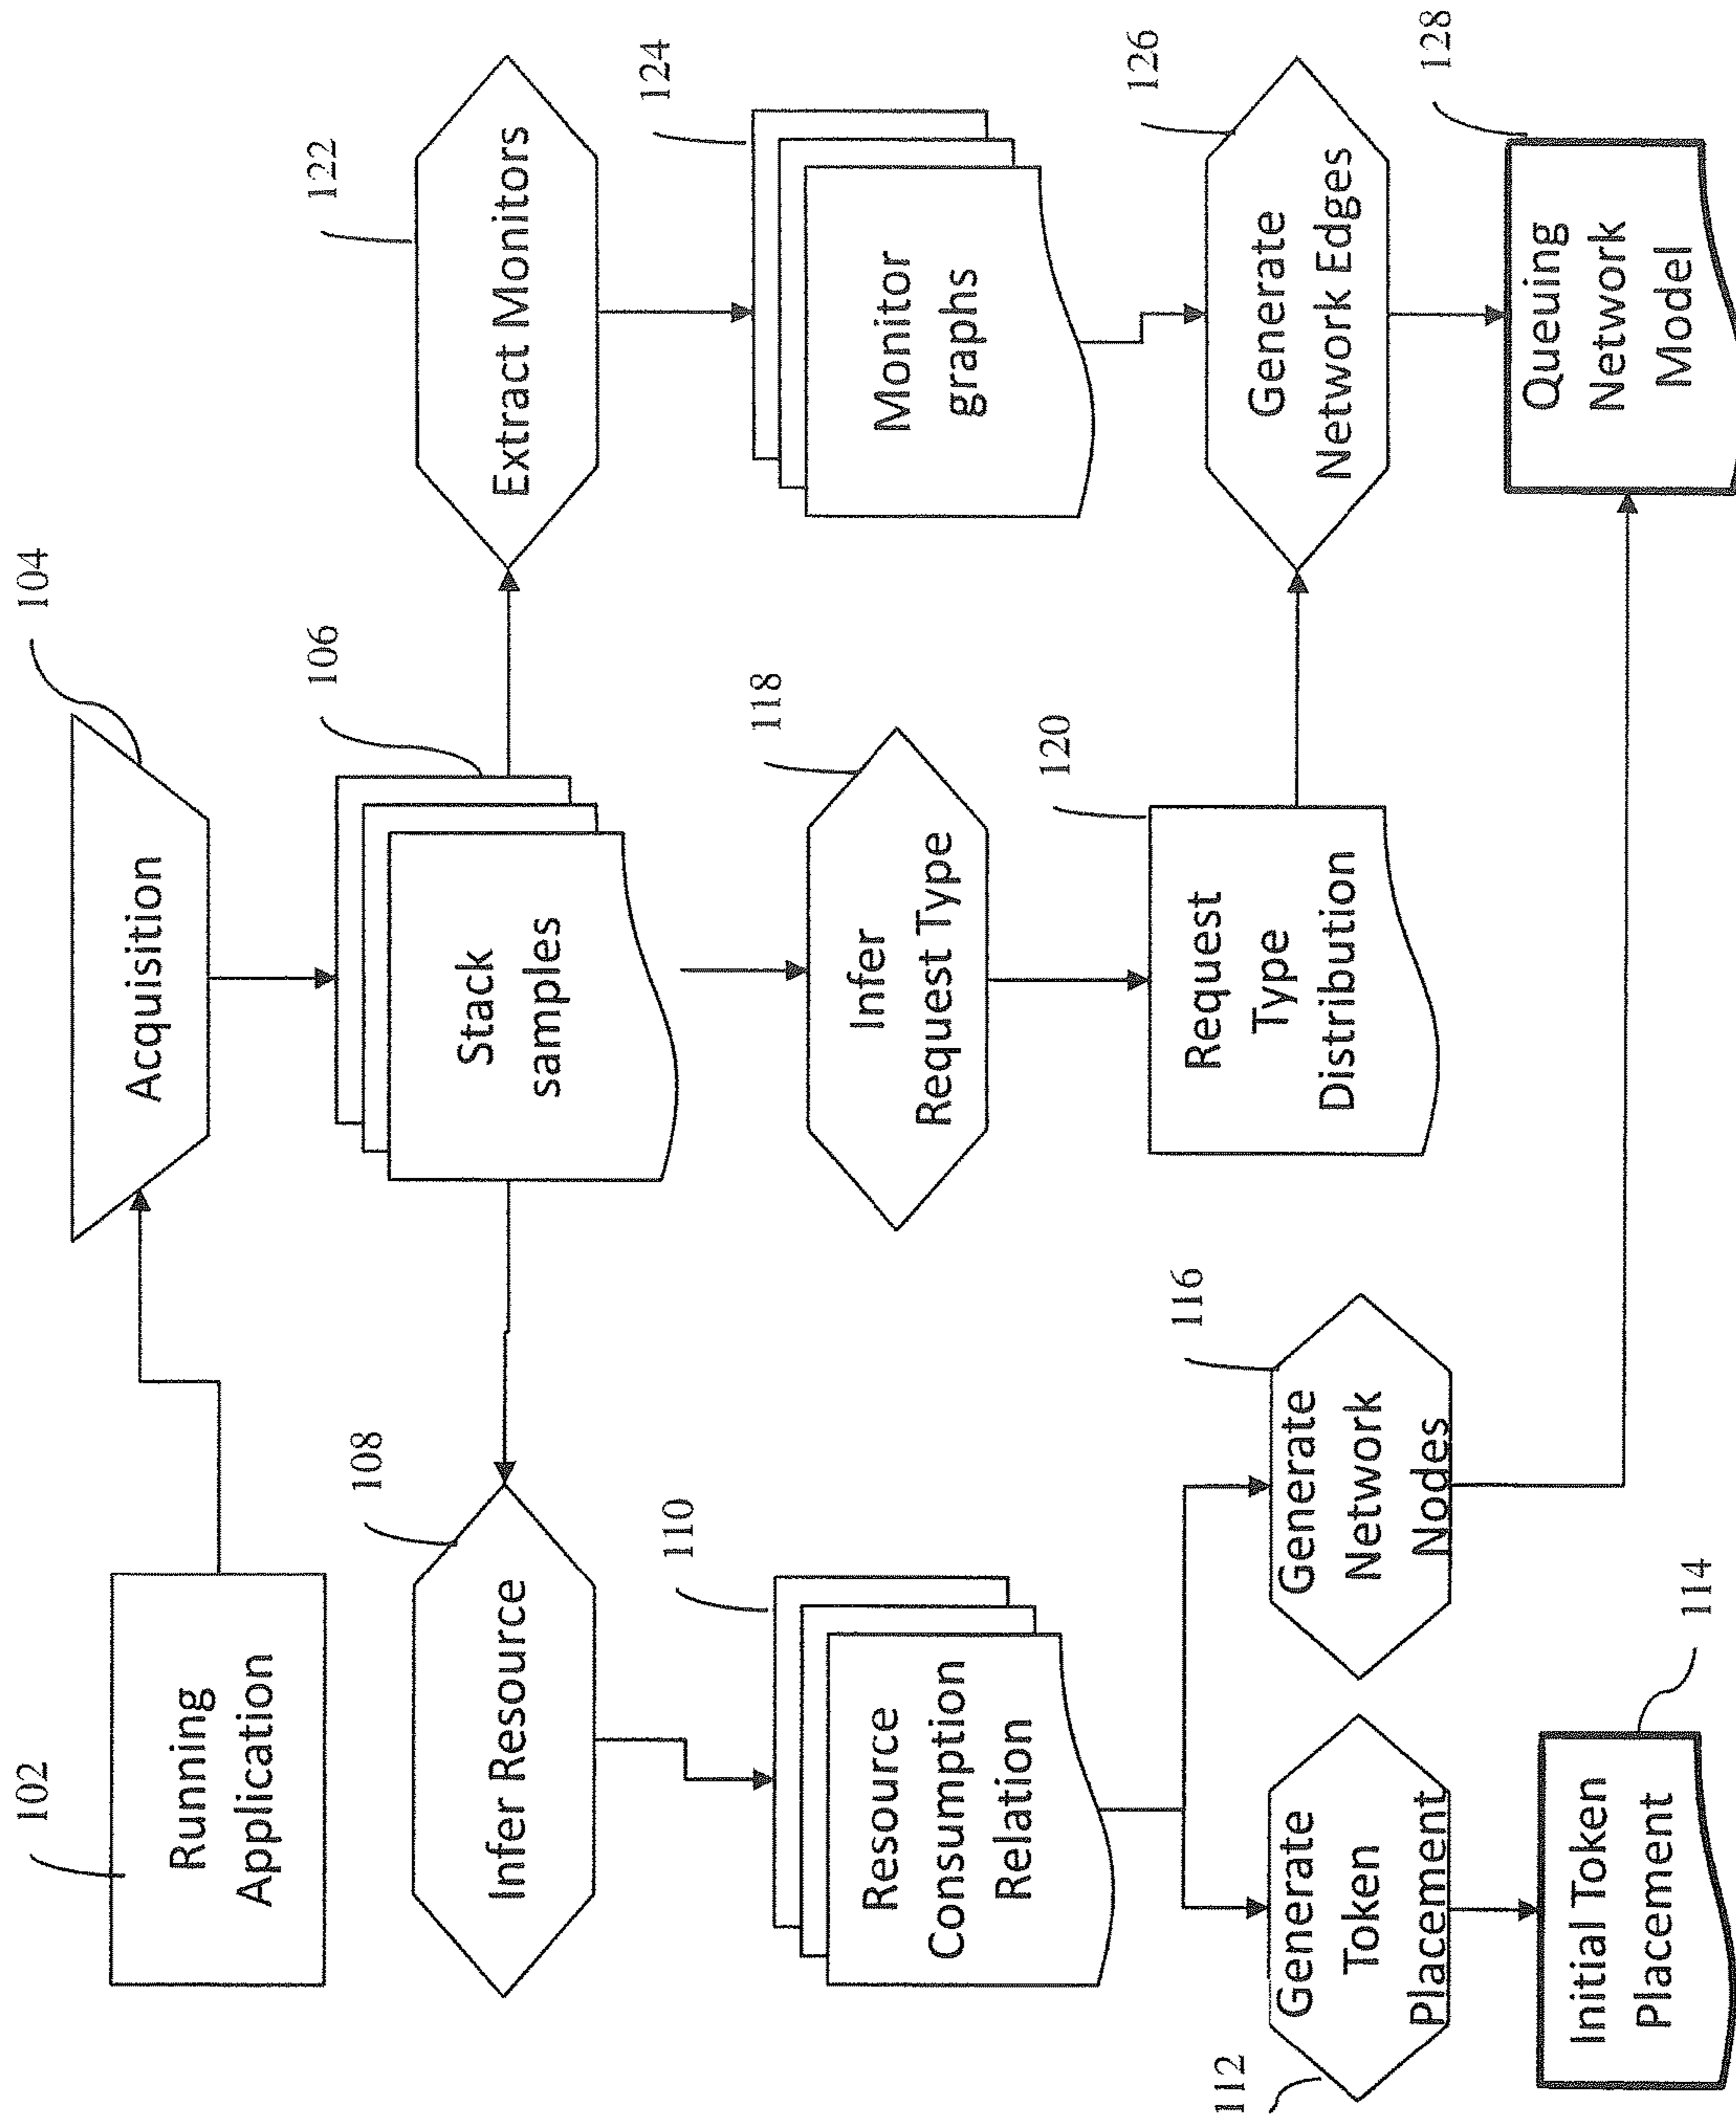 102
Running
Application
104
Acquisition
106
Stack
samples
108
Infer Resource
110
Resource
Consumption
Relation
112
Generate
Token
Placement
114
Initial Token
Placement
116
Generate
Network
Nodes
118
Infer
Request Type
120
Request
Type
Distribution
122
Extract Monitors
124
Monitor
graphs
126
Generate
Network Edges
128
Queuing
Network
Model